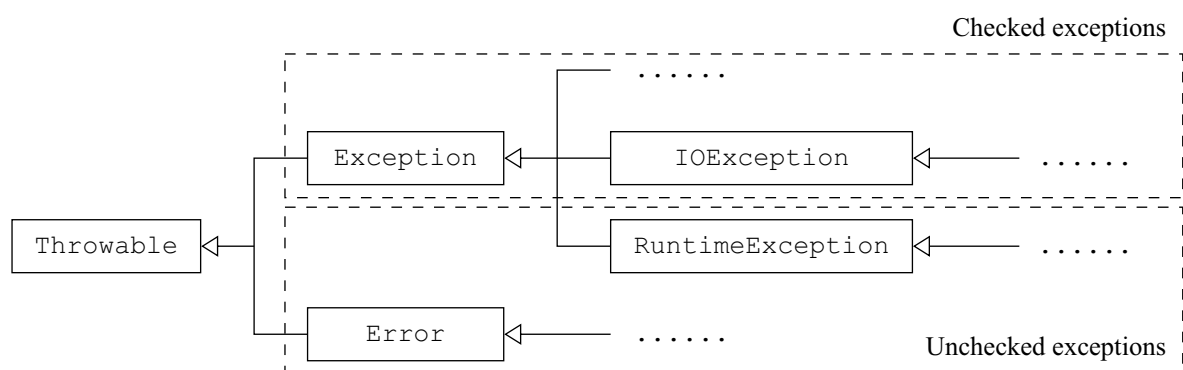 Checked exceptions
......
Exception
IOException
......
Throwable
RuntimeException
......
Error
......
Unchecked exceptions